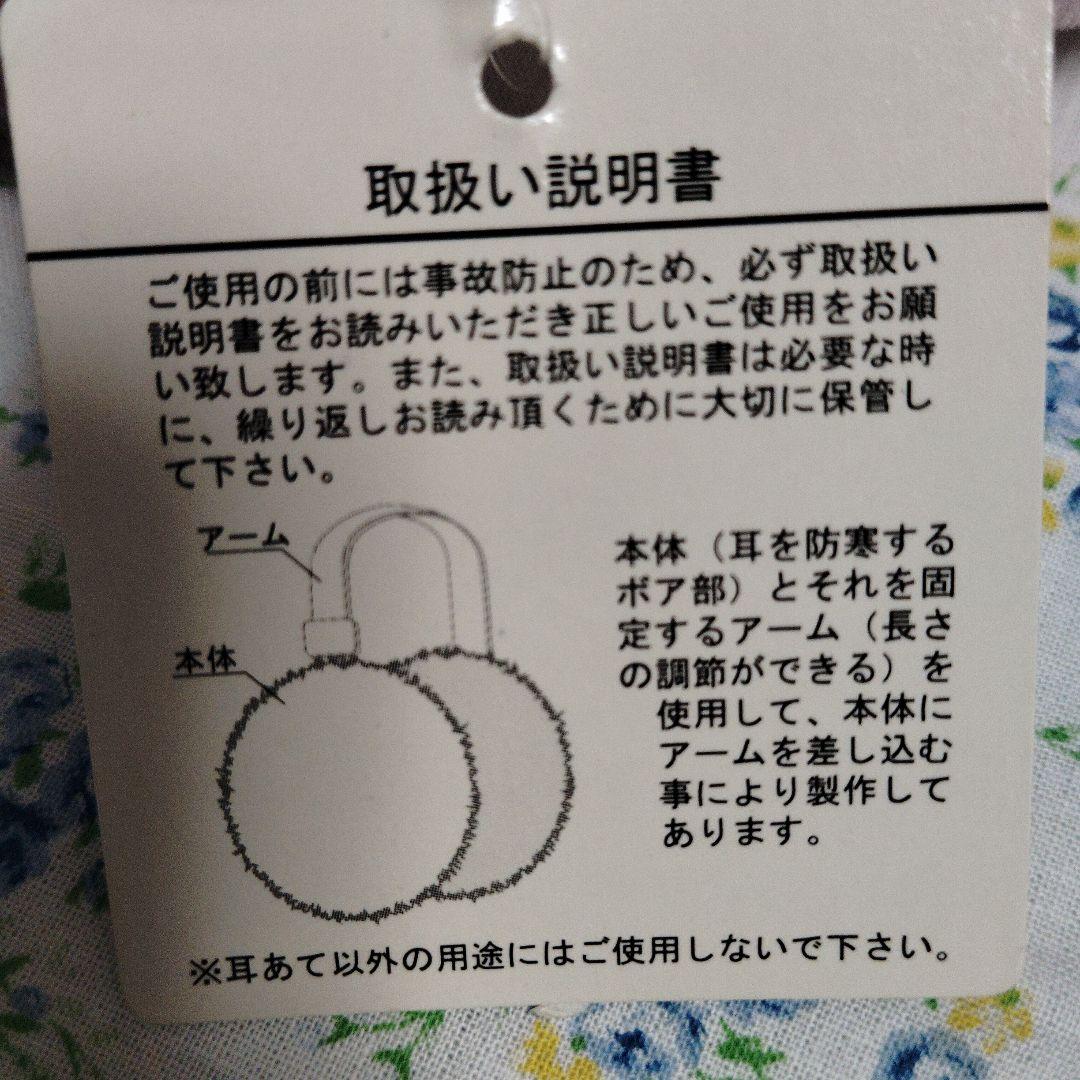 取扱い説明書
ご使用の前には事故防止のため、必ず取扱い
説明書をお読みいただき正しいご使用をお願
い致します。また、取扱い説明書は必要な時
に、繰り返しお読み頂くために大切に保管し
て下さい。
アーム
本体
本体（耳を防寒する
ボア部）とそれを固
定するアーム（長さ
の調節ができる）を
使用して、本体に
アームを差し込む
事により製作して
あります。
※耳あて以外の用途にはご使用しないで下さい。